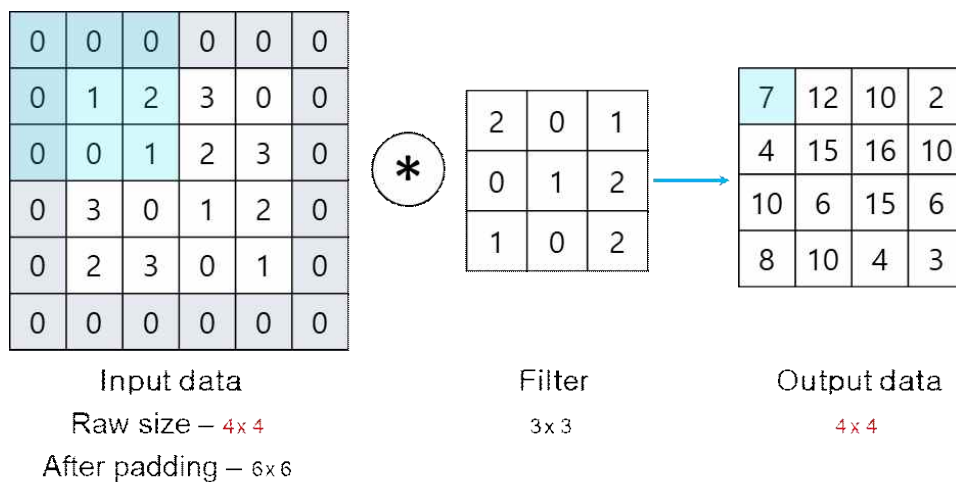 0 0 0 0 0 0
0 1 2 3 0 0
0 0 1 2 3 0
0 3 0 1 2 0
0 2 3 0 1 0
0 0 0 0 0 0
*
2 0 1
0 1 2
1 0 2
7 12 10 2
4 15 16 10
10 6 15 6
8 10 4 3
Input data
Raw size – 4 x 4
After padding – 6 x 6
Filter
3 x 3
Output data
4 x 4